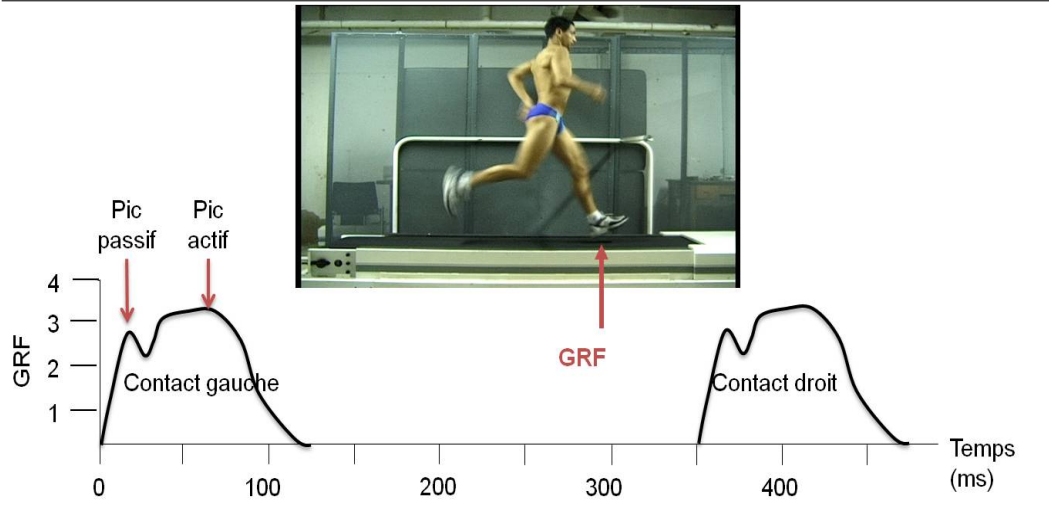 Pic
passif
Pic
actif
4
3
2
1
GRF
GRF
Contact gauche
Contact droit
0
100
200
300
400
Temps
(ms)